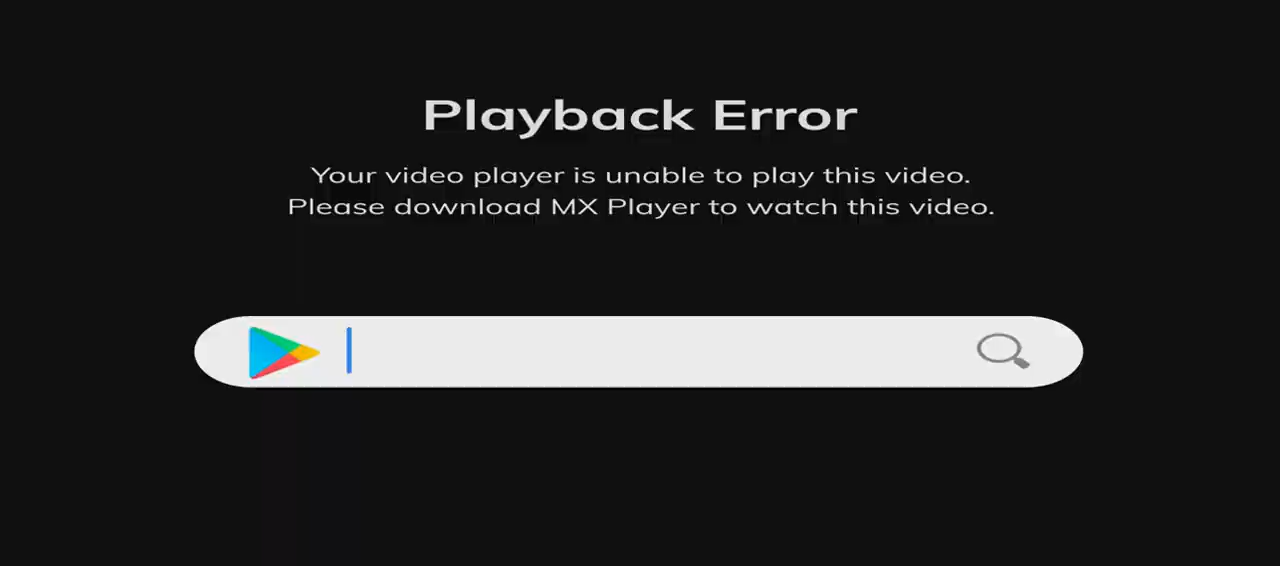 Playback Error
Your video player is unable to play this video.
Please download MX Player to watch this video.